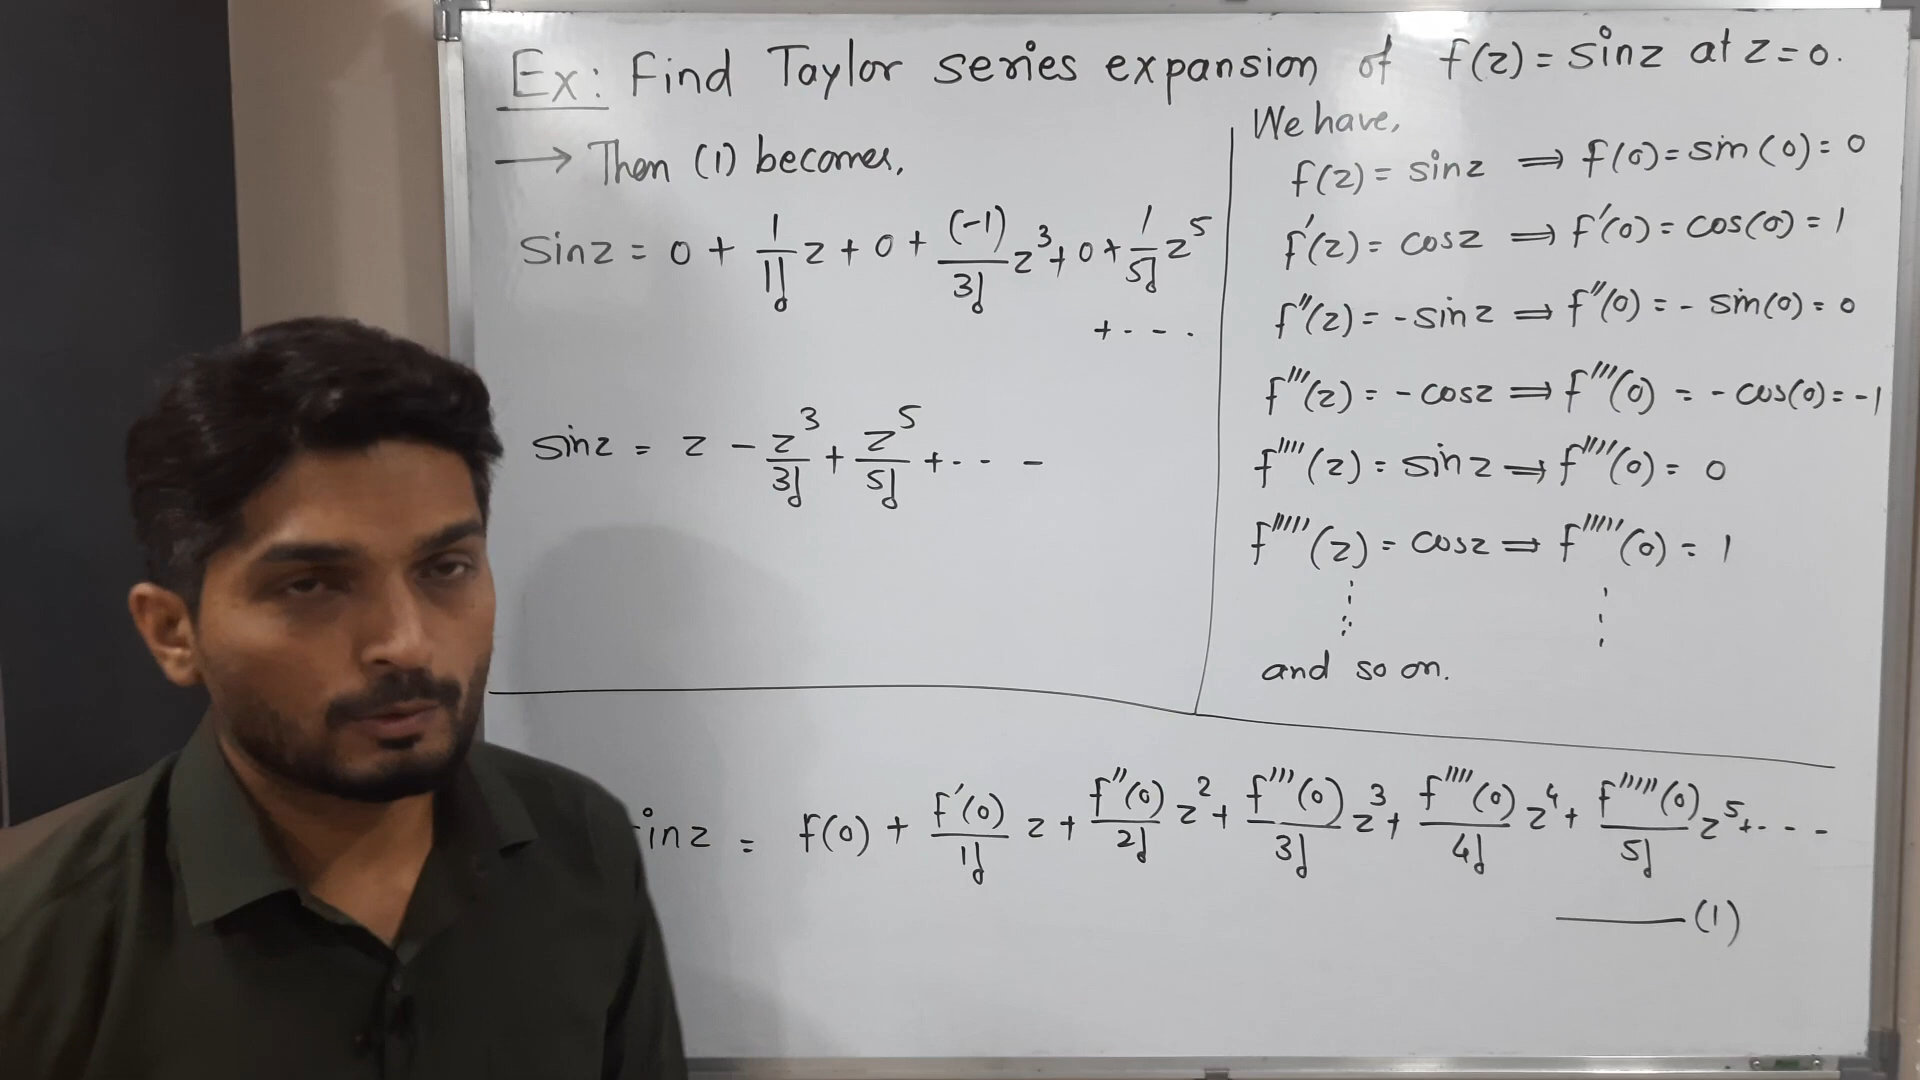 Ex: Find Taylor series expansion of f(z) = sinz at z=0.
→ Then (1) becomes,
Sinz = 0 + 1/1! z + 0 + (-1)/3! z³ + 0 + 1/5! z⁵
+ - - -
sinz = z - z³/3! + z⁵/5! + - - -
We have,
f(z) = sinz ⟹ f(0) = sin(0) = 0
f'(z) = cosz ⟹ f'(0) = cos(0) = 1
f''(z) = -sinz ⟹ f''(0) = - sin(0) = 0
f'''(z) = -cosz ⟹ f'''(0) = - cos(0) = -1
f''''(z) = sinz ⟹ f''''(0) = 0
f'''''(z) = cosz ⟹ f'''''(0) = 1
and so on.
inz = f(0) + f'(0)/1! z + f''(0)/2! z² + f'''(0)/3! z³ + f''''(0)/4! z⁴ + f'''''(0)/5! z⁵ + - - -
(1)